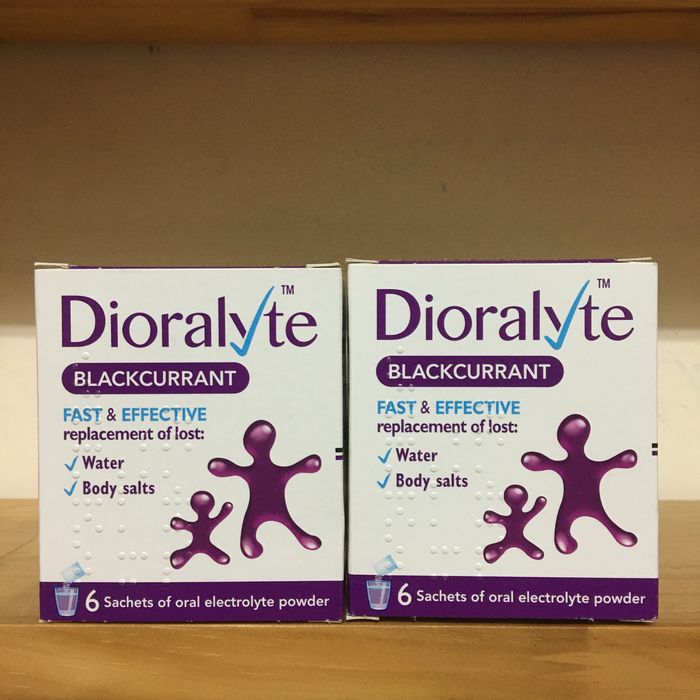 Dioralyte™
BLACKCURRANT
FAST & EFFECTIVE
replacement of lost:
Water
Body salts
6 Sachets of oral electrolyte powder
Dioralyte™
BLACKCURRANT
FAST & EFFECTIVE
replacement of lost:
Water
Body salts
6 Sachets of oral electrolyte powder